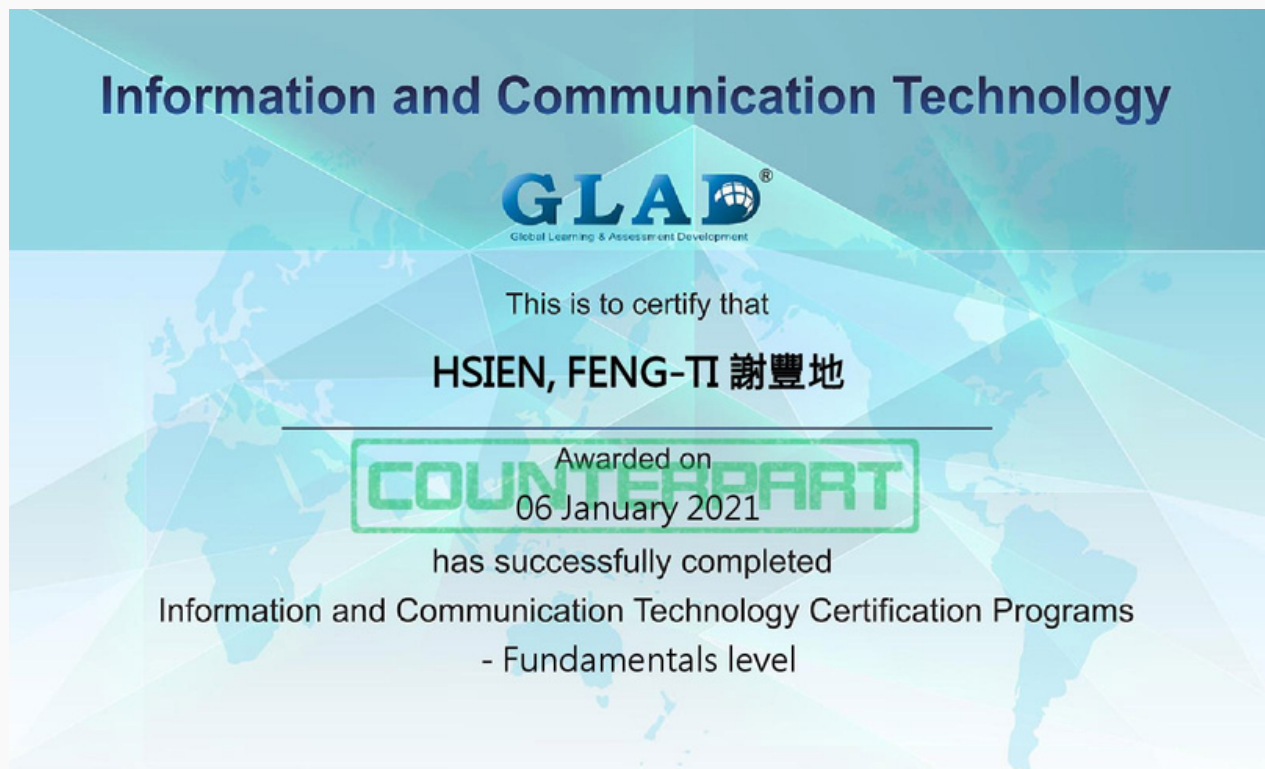 Information and Communication Technology
GLAD®
Global Learning & Assessment Development
This is to certify that
HSIEN, FENG-TI 謝豐地
COUNTERPART
Awarded on
06 January 2021
has successfully completed
Information and Communication Technology Certification Programs
- Fundamentals level